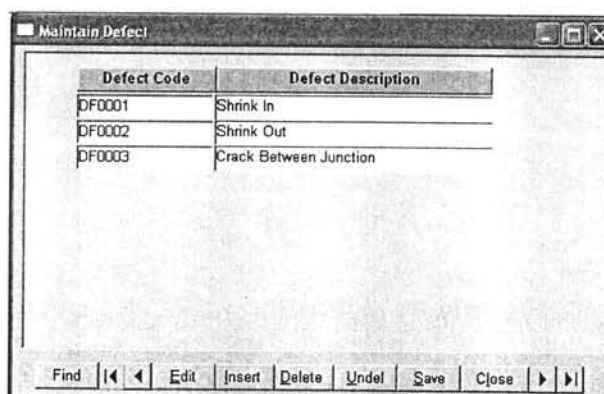 Maintain Defect
Defect Code Defect Description
DF0001 Shrink In
DF0002 Shrink Out
DF0003 Crack Between Junction
Find Edit Insert Delete Undel Save Close